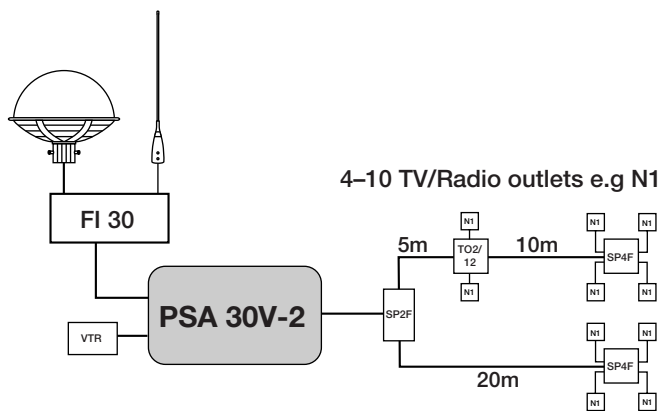 4–10 TV/Radio outlets e.g N1
FI 30
N1
N1
N1
5m
TO2/
12
10m
SP4F
N1
N1
N1
PSA 30V-2
SP2F
VTR
N1
N1
SP4F
20m
N1
N1